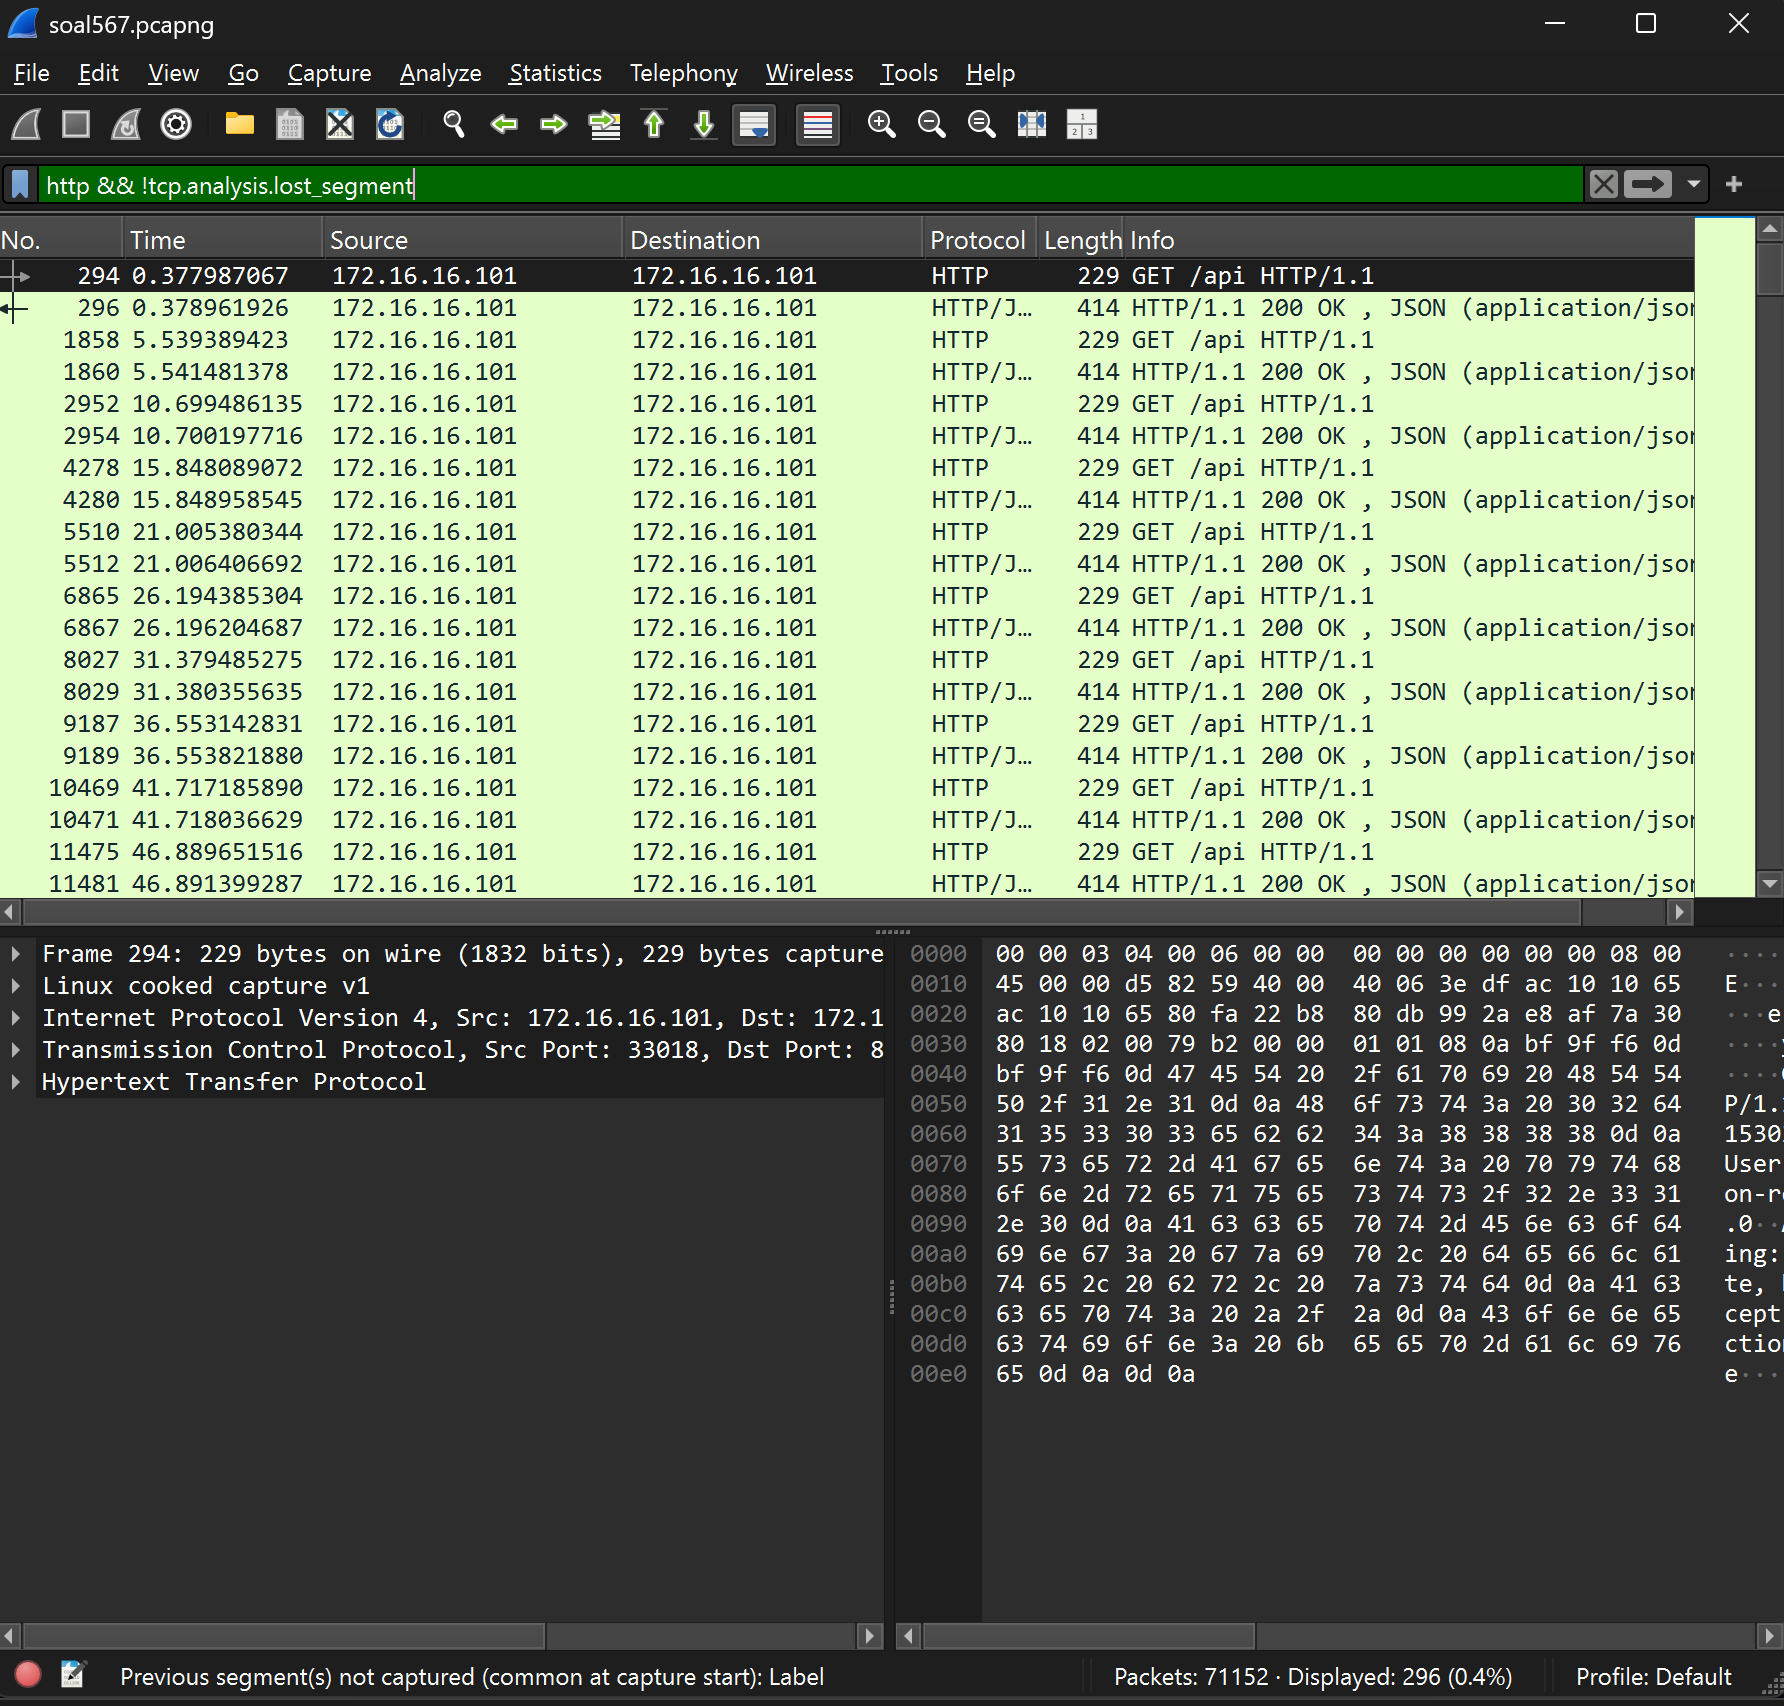 soal567.pcapng
File Edit View Go Capture Analyze Statistics Telephony Wireless Tools Help
http && !tcp.analysis.lost_segment
No. Time Source Destination Protocol Length Info
294 0.377987067 172.16.16.101 172.16.16.101 HTTP 229 GET /api HTTP/1.1
296 0.378961926 172.16.16.101 172.16.16.101 HTTP/J… 414 HTTP/1.1 200 OK , JSON (application/jsor
1858 5.539389423 172.16.16.101 172.16.16.101 HTTP 229 GET /api HTTP/1.1
1860 5.541481378 172.16.16.101 172.16.16.101 HTTP/J… 414 HTTP/1.1 200 OK , JSON (application/jsor
2952 10.699486135 172.16.16.101 172.16.16.101 HTTP 229 GET /api HTTP/1.1
2954 10.700197716 172.16.16.101 172.16.16.101 HTTP/J… 414 HTTP/1.1 200 OK , JSON (application/jsor
4278 15.848089072 172.16.16.101 172.16.16.101 HTTP 229 GET /api HTTP/1.1
4280 15.848958545 172.16.16.101 172.16.16.101 HTTP/J… 414 HTTP/1.1 200 OK , JSON (application/jsor
5510 21.005380344 172.16.16.101 172.16.16.101 HTTP 229 GET /api HTTP/1.1
5512 21.006406692 172.16.16.101 172.16.16.101 HTTP/J… 414 HTTP/1.1 200 OK , JSON (application/jsor
6865 26.194385304 172.16.16.101 172.16.16.101 HTTP 229 GET /api HTTP/1.1
6867 26.196204687 172.16.16.101 172.16.16.101 HTTP/J… 414 HTTP/1.1 200 OK , JSON (application/jsor
8027 31.379485275 172.16.16.101 172.16.16.101 HTTP 229 GET /api HTTP/1.1
8029 31.380355635 172.16.16.101 172.16.16.101 HTTP/J… 414 HTTP/1.1 200 OK , JSON (application/jsor
9187 36.553142831 172.16.16.101 172.16.16.101 HTTP 229 GET /api HTTP/1.1
9189 36.553821880 172.16.16.101 172.16.16.101 HTTP/J… 414 HTTP/1.1 200 OK , JSON (application/jsor
10469 41.717185890 172.16.16.101 172.16.16.101 HTTP 229 GET /api HTTP/1.1
10471 41.718036629 172.16.16.101 172.16.16.101 HTTP/J… 414 HTTP/1.1 200 OK , JSON (application/jsor
11475 46.889651516 172.16.16.101 172.16.16.101 HTTP 229 GET /api HTTP/1.1
11481 46.891399287 172.16.16.101 172.16.16.101 HTTP/J… 414 HTTP/1.1 200 OK , JSON (application/jsor
Frame 294: 229 bytes on wire (1832 bits), 229 bytes capture
Linux cooked capture v1
Internet Protocol Version 4, Src: 172.16.16.101, Dst: 172.1
Transmission Control Protocol, Src Port: 33018, Dst Port: 8
Hypertext Transfer Protocol
0000 00 00 03 04 00 06 00 00 00 00 00 00 00 00 08 00 ····
0010 45 00 00 d5 82 59 40 00 40 06 3e df ac 10 10 65 E···
0020 ac 10 10 65 80 fa 22 b8 80 db 99 2a e8 af 7a 30 ···e
0030 80 18 02 00 79 b2 00 00 01 01 08 0a bf 9f f6 0d ····y
0040 bf 9f f6 0d 47 45 54 20 2f 61 70 69 20 48 54 54 ····G
0050 50 2f 31 2e 31 0d 0a 48 6f 73 74 3a 20 30 32 64 P/1.1
0060 31 35 33 30 33 65 62 62 34 3a 38 38 38 38 0d 0a 15303
0070 55 73 65 72 2d 41 67 65 6e 74 3a 20 70 79 74 68 User
0080 6f 6e 2d 72 65 71 75 65 73 74 73 2f 32 2e 33 31 on-re
0090 2e 30 0d 0a 41 63 63 65 70 74 2d 45 6e 63 6f 64 .0··A
00a0 69 6e 67 3a 20 67 7a 69 70 2c 20 64 65 66 6c 61 ing:
00b0 74 65 2c 20 62 72 2c 20 7a 73 74 64 0d 0a 41 63 te, b
00c0 63 65 70 74 3a 20 2a 2f 2a 0d 0a 43 6f 6e 6e 65 cept
00d0 63 74 69 6f 6e 3a 20 6b 65 65 70 2d 61 6c 69 76 ction
00e0 65 0d 0a 0d 0a e····
Previous segment(s) not captured (common at capture start): Label
Packets: 71152 · Displayed: 296 (0.4%)
Profile: Default